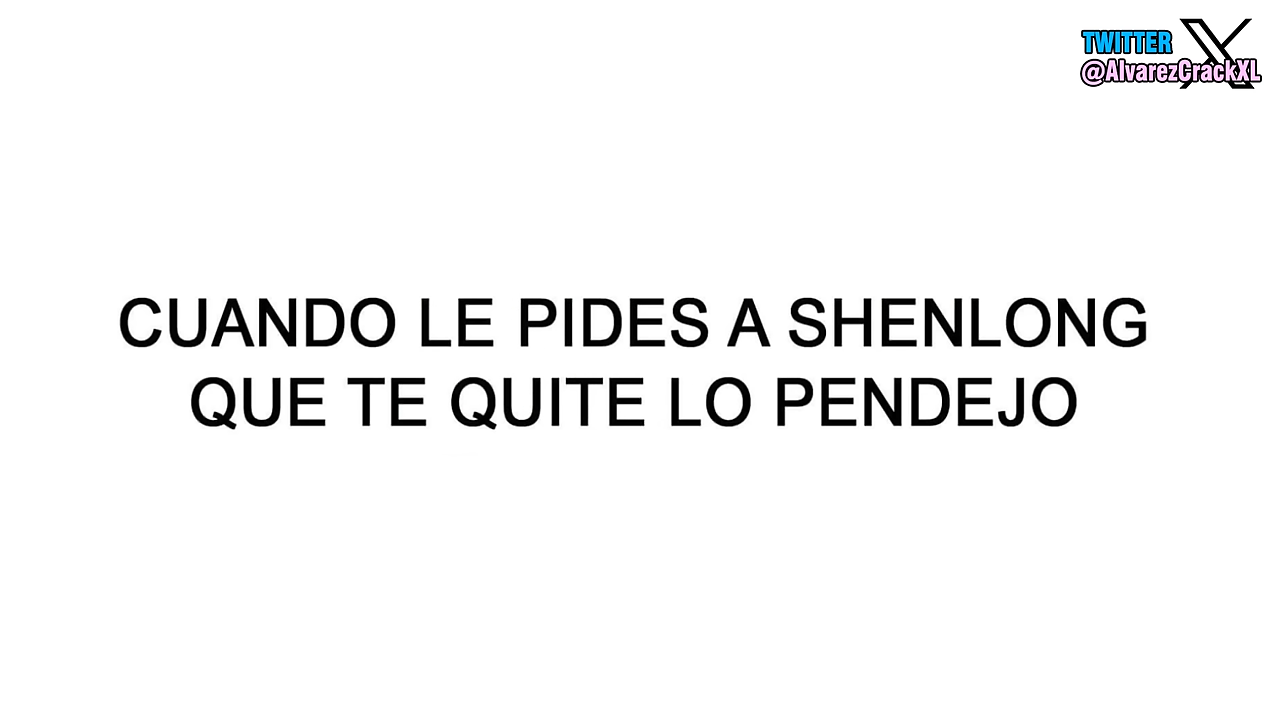 TWITTER
@AlvarezCrackXL
CUANDO LE PIDES A SHENLONG
QUE TE QUITE LO PENDEJO